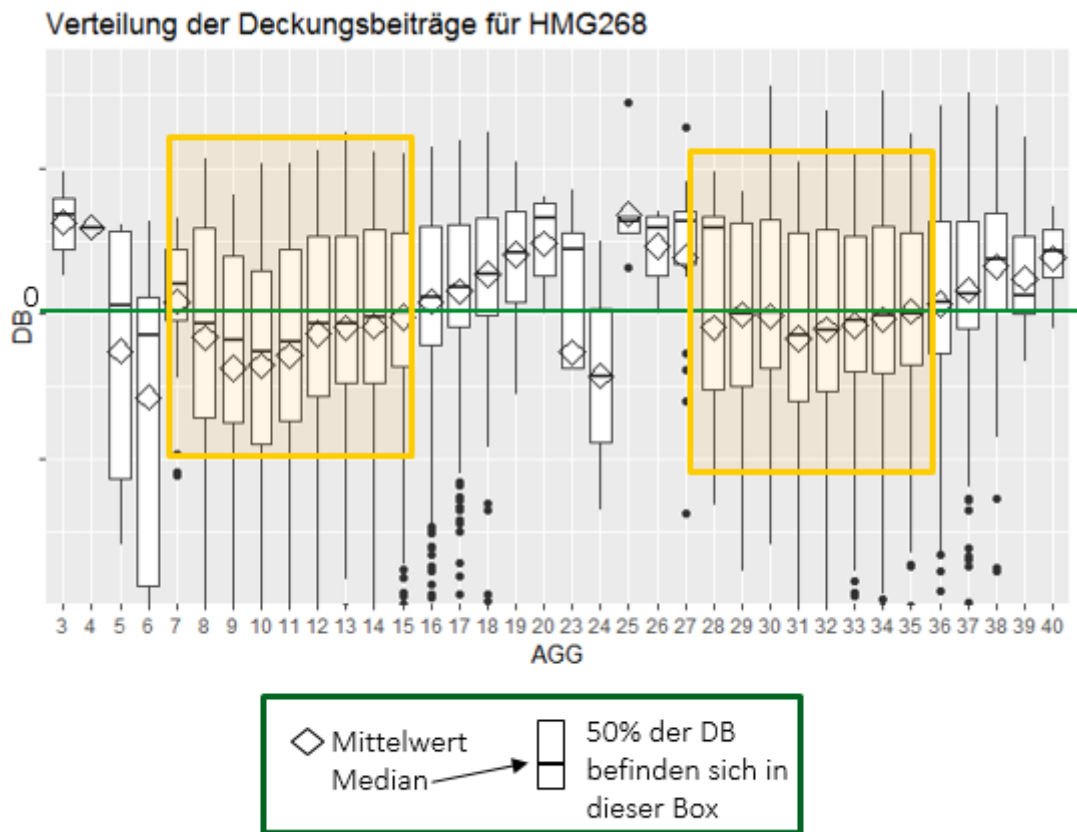 Verteilung der Deckungsbeiträge für HMG268
0
DB
3 4 5 6 7 8 9 10 11 12 13 14 15 16 17 18 19 20 23 24 25 26 27 28 29 30 31 32 33 34 35 36 37 38 39 40
AGG
Mittelwert
Median
50% der DB
befinden sich in
dieser Box